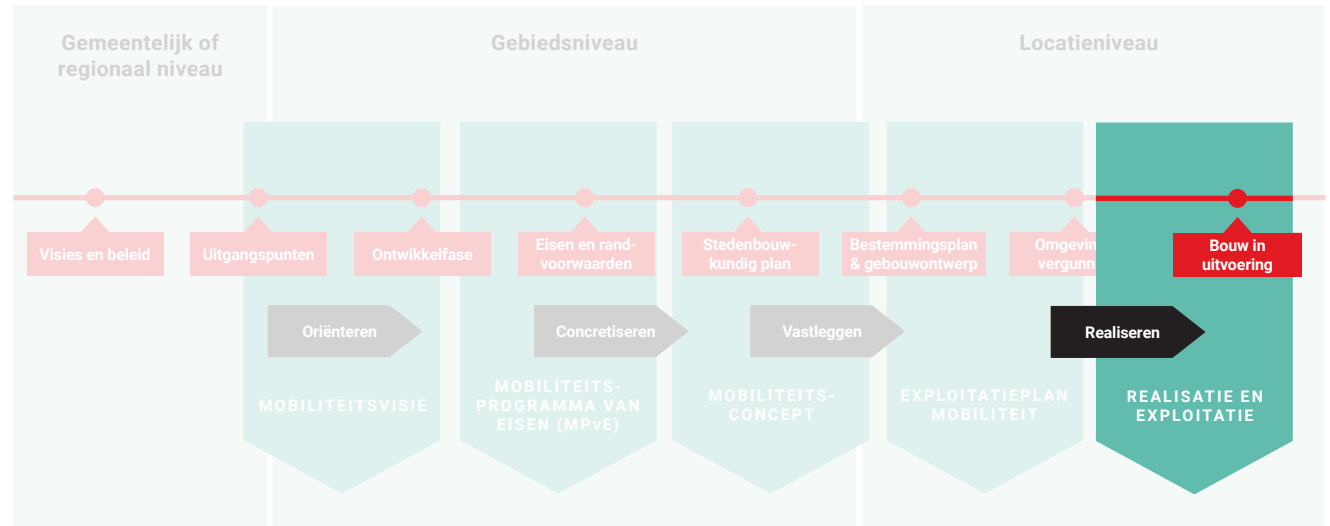 Gemeentelijk of
regionaal niveau
Gebiedsniveau
Locatieniveau
Visies en beleid
Uitgangspunten
Ontwikkelfase
Eisen en rand-
voorwaarden
Stedenbouw-
kundig plan
Bestemmingsplan
& gebouwontwerp
Omgevin
vergunn
Bouw in
uitvoering
Oriënteren
Concretiseren
Vastleggen
Realiseren
MOBILITEITSVISIE
MOBILITEITS-
PROGRAMMA VAN
EISEN (MPvE)
MOBILITEITS-
CONCEPT
EXPLOITATIEPLAN
MOBILITEIT
REALISATIE EN
EXPLOITATIE